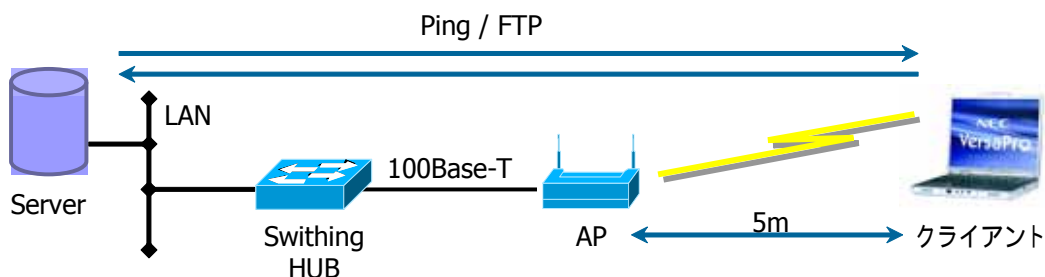 Ping / FTP
LAN
NEC
VersaPro
100Base-T
Server
Swithing
HUB
AP
5m
クライアント